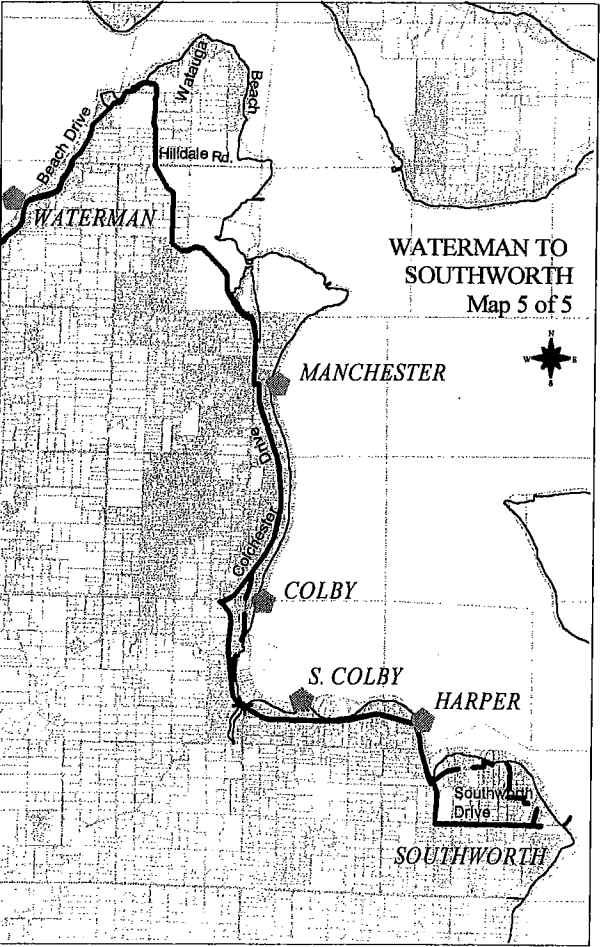 Watauga
Beach
Beach Drive
Hilldale Rd.
WATERMAN
WATERMAN TO
SOUTHWORTH
Map 5 of 5
N
W
E
S
MANCHESTER
Colchester Drive
COLBY
S. COLBY
HARPER
Southworth
Drive
SOUTHWORTH